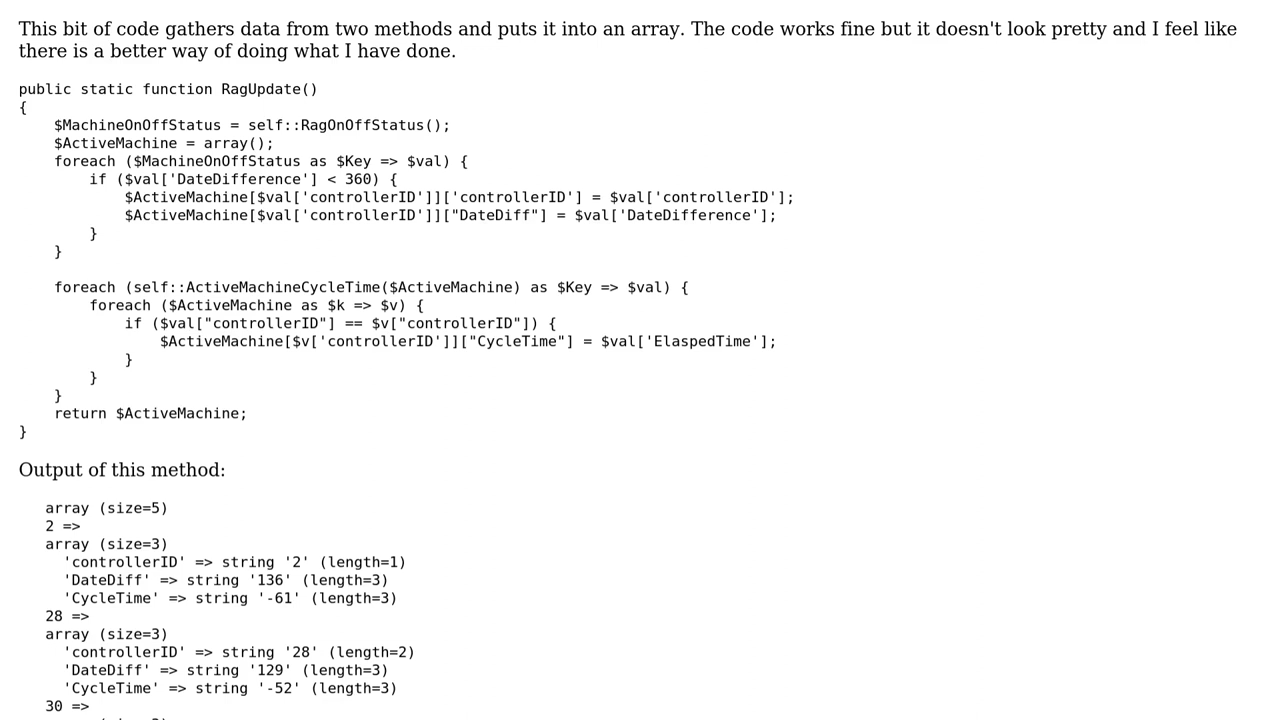 This bit of code gathers data from two methods and puts it into an array. The code works fine but it doesn't look pretty and I feel like
there is a better way of doing what I have done.
public static function RagUpdate()
{
    $MachineOnOffStatus = self::RagOnOffStatus();
    $ActiveMachine = array();
    foreach ($MachineOnOffStatus as $Key => $val) {
        if ($val['DateDifference'] < 360) {
            $ActiveMachine[$val['controllerID']]['controllerID'] = $val['controllerID'];
            $ActiveMachine[$val['controllerID']]["DateDiff"] = $val['DateDifference'];
        }
    }
    foreach (self::ActiveMachineCycleTime($ActiveMachine) as $Key => $val) {
        foreach ($ActiveMachine as $k => $v) {
            if ($val["controllerID"] == $v["controllerID"]) {
                $ActiveMachine[$v['controllerID']]["CycleTime"] = $val['ElaspedTime'];
            }
        }
    }
    return $ActiveMachine;
}
Output of this method:
   array (size=5)
   2 =>
   array (size=3)
     'controllerID' => string '2' (length=1)
     'DateDiff' => string '136' (length=3)
     'CycleTime' => string '-61' (length=3)
   28 =>
   array (size=3)
     'controllerID' => string '28' (length=2)
     'DateDiff' => string '129' (length=3)
     'CycleTime' => string '-52' (length=3)
   30 =>